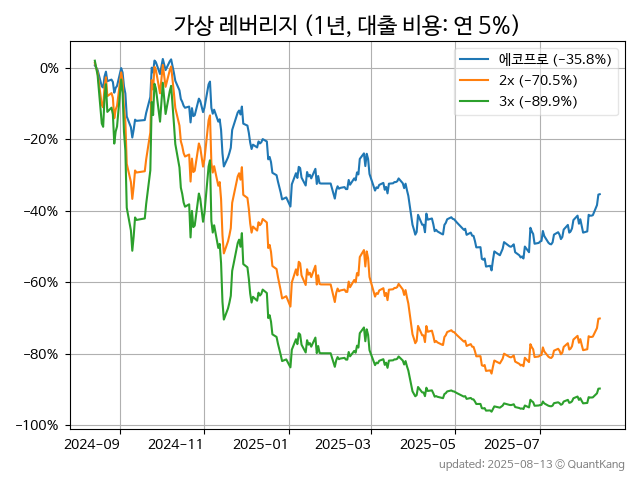 가상 레버리지 (1년, 대출 비용: 연 5%)
에코프로 (−35.8%)
2x (−70.5%)
3x (−89.9%)
0%
−20%
−40%
−60%
−80%
−100%
2024-09 2024-11 2025-01 2025-03 2025-05 2025-07
updated: 2025-08-13 © QuantKang